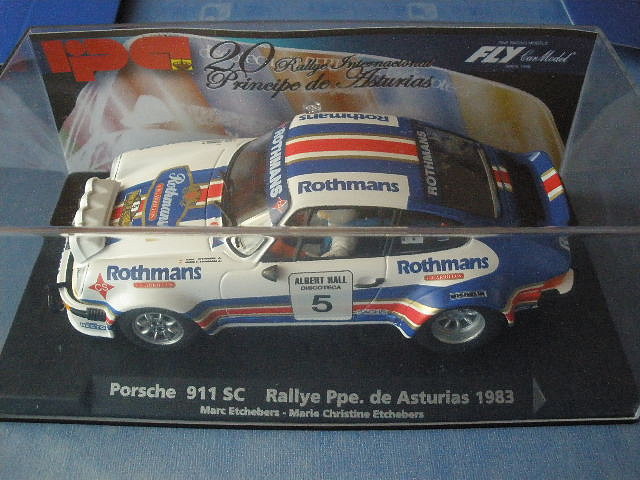 20 Rallye Internacional
Principe de Asturias
FLY Car Model
Rothmans
ROTHMANS
Rothmans
ROTHMANS
Rothmans
Rothmans
CS
Rothmans
ALBERT HALL
DISCOTECA
5
Porsche 911 SC Rallye Ppe. de Asturias 1983
Marc Etchebers - Marie Christine Etchebers